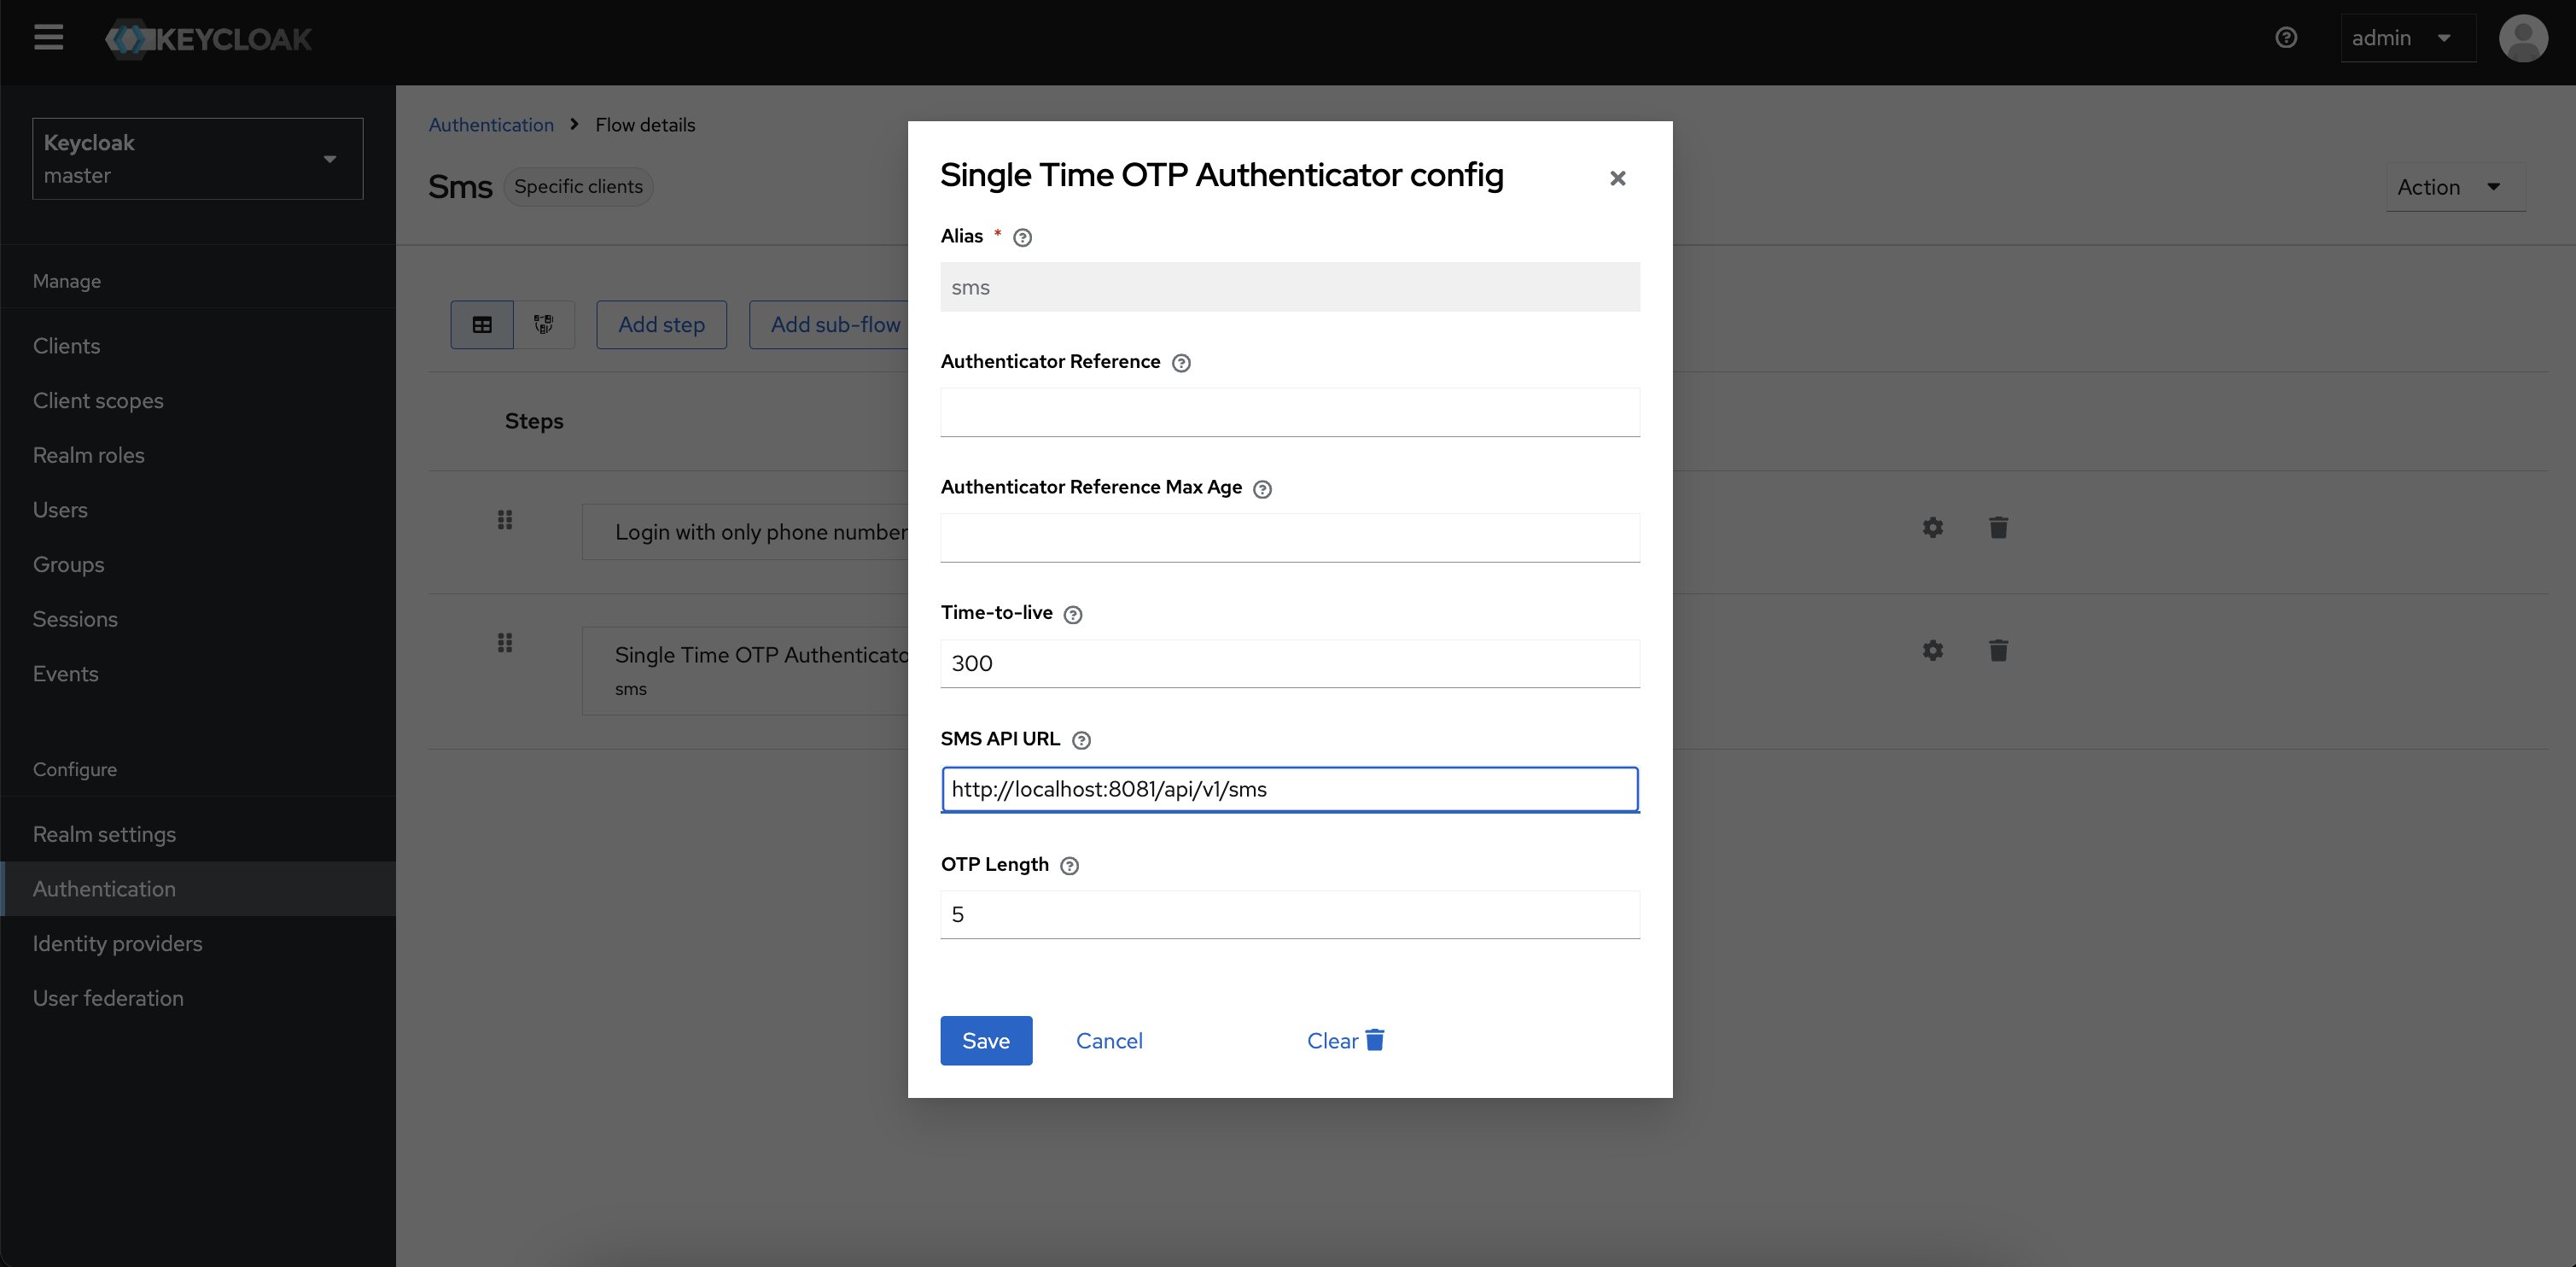 KEYCLOAK
admin
Keycloak
master
Manage
Clients
Client scopes
Realm roles
Users
Groups
Sessions
Events
Configure
Realm settings
Authentication
Identity providers
User federation
Authentication > Flow details
Sms Specific clients
Action
Add step Add sub-flow
Steps
Login with only phone number
Single Time OTP Authenticato
sms
Single Time OTP Authenticator config
Alias *
sms
Authenticator Reference
Authenticator Reference Max Age
Time-to-live
300
SMS API URL
http://localhost:8081/api/v1/sms
OTP Length
5
Save Cancel Clear